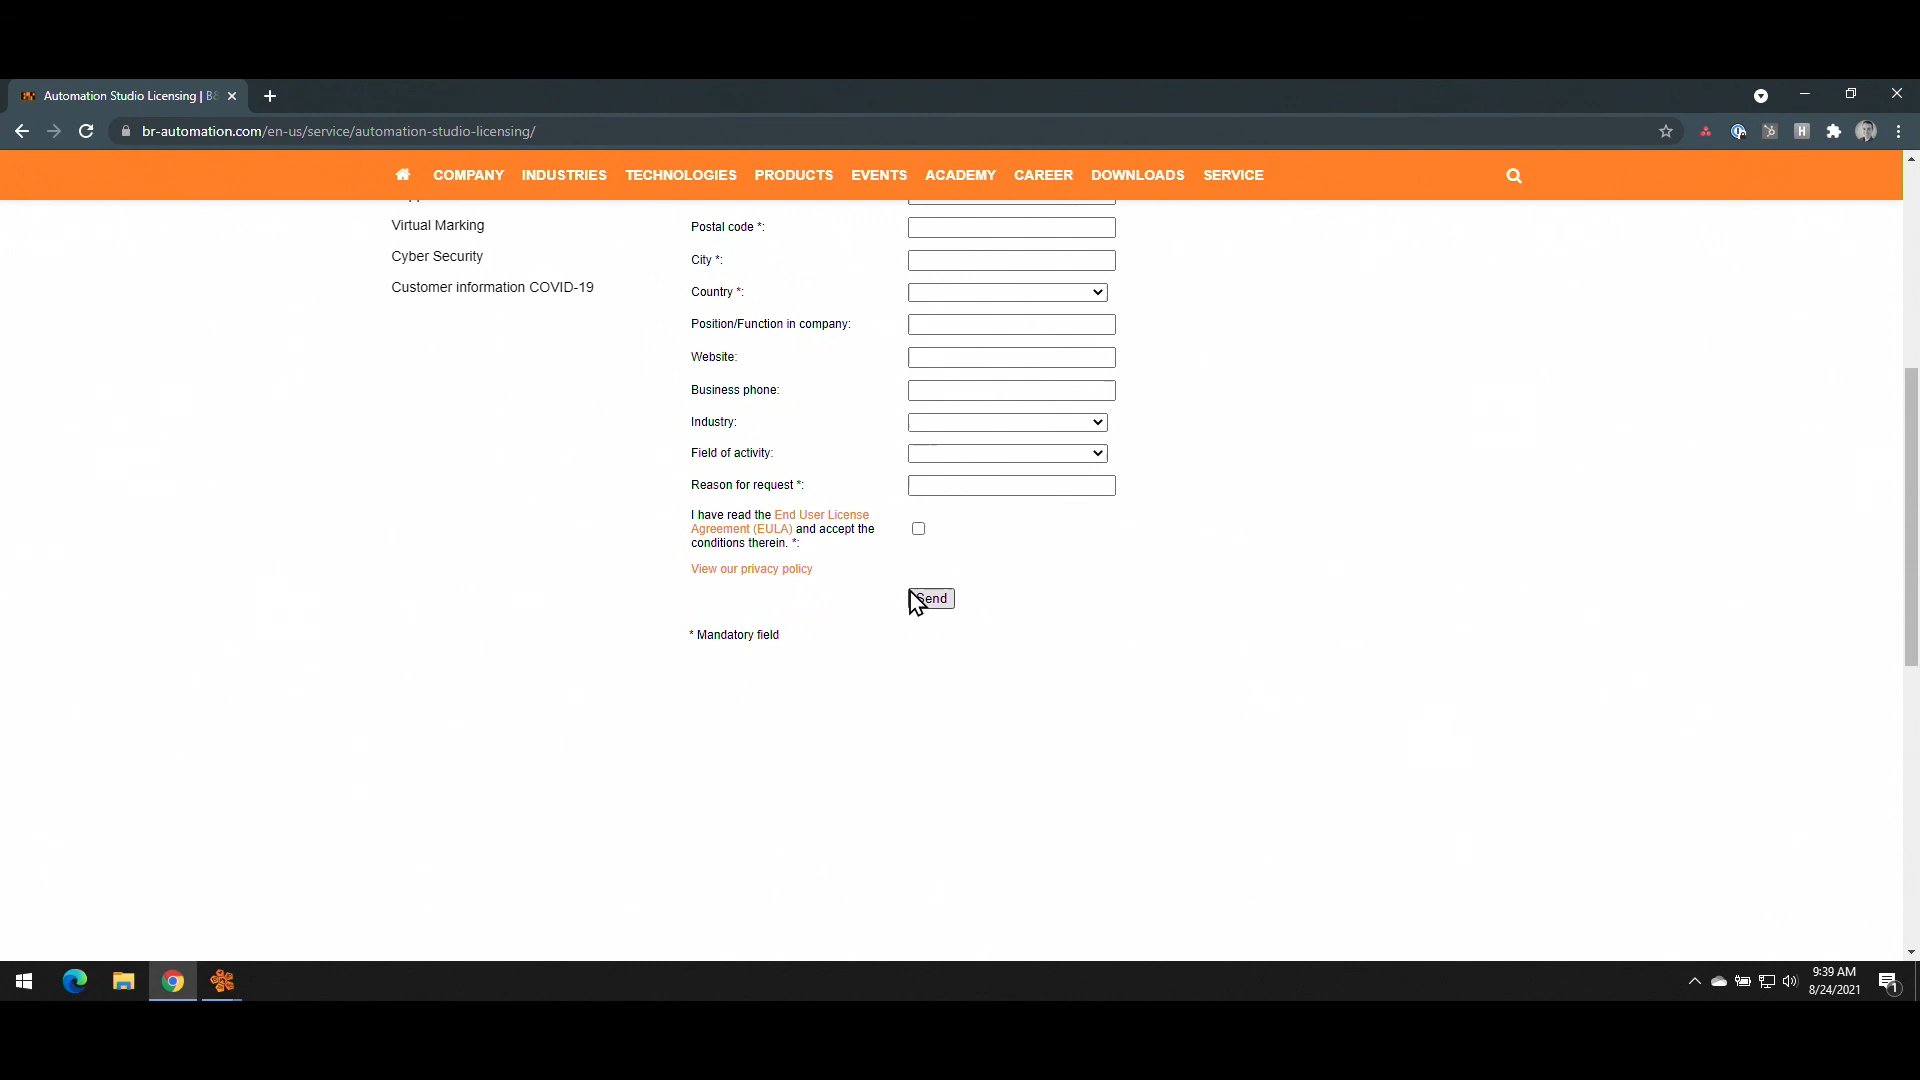 Automation Studio Licensing | B&
br-automation.com/en-us/service/automation-studio-licensing/
COMPANY INDUSTRIES TECHNOLOGIES PRODUCTS EVENTS ACADEMY CAREER DOWNLOADS SERVICE
Virtual Marking
Cyber Security
Customer information COVID-19
Postal code *:
City *:
Country *:
Position/Function in company:
Website:
Business phone:
Industry:
Field of activity:
Reason for request *:
I have read the End User License
Agreement (EULA) and accept the
conditions therein. *:
View our privacy policy
Send
* Mandatory field
9:39 AM
8/24/2021
1